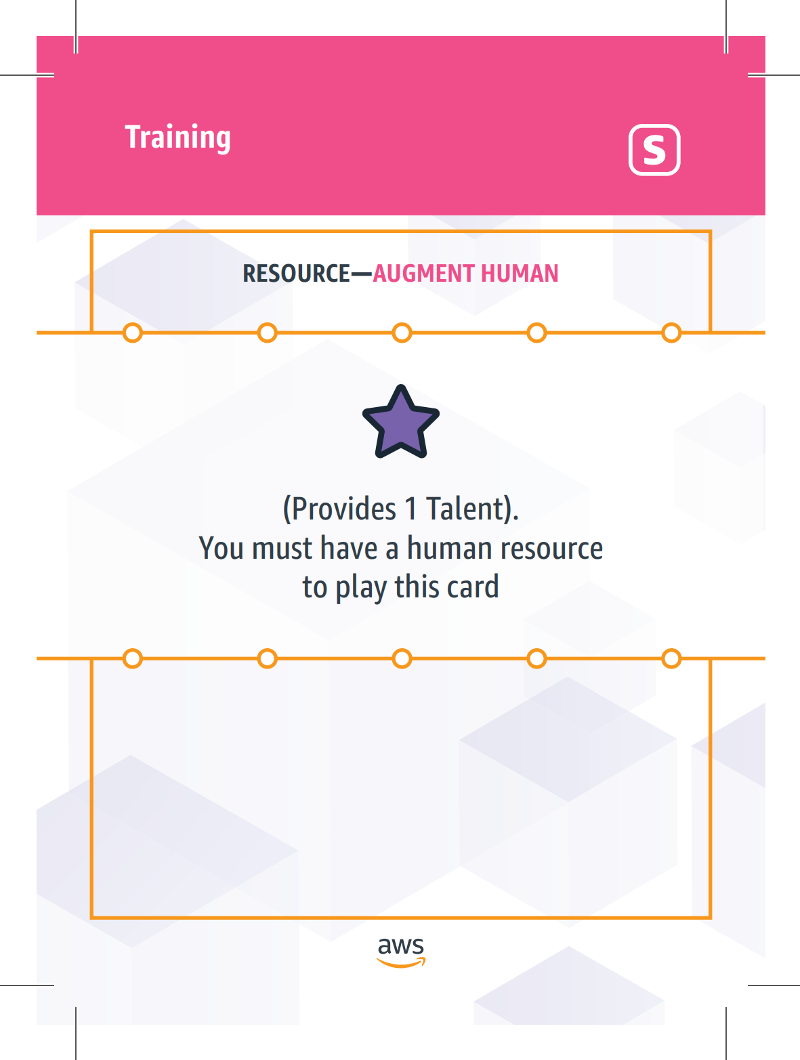 Training
S
RESOURCE—AUGMENT HUMAN
(Provides 1 Talent).
You must have a human resource
to play this card
aws